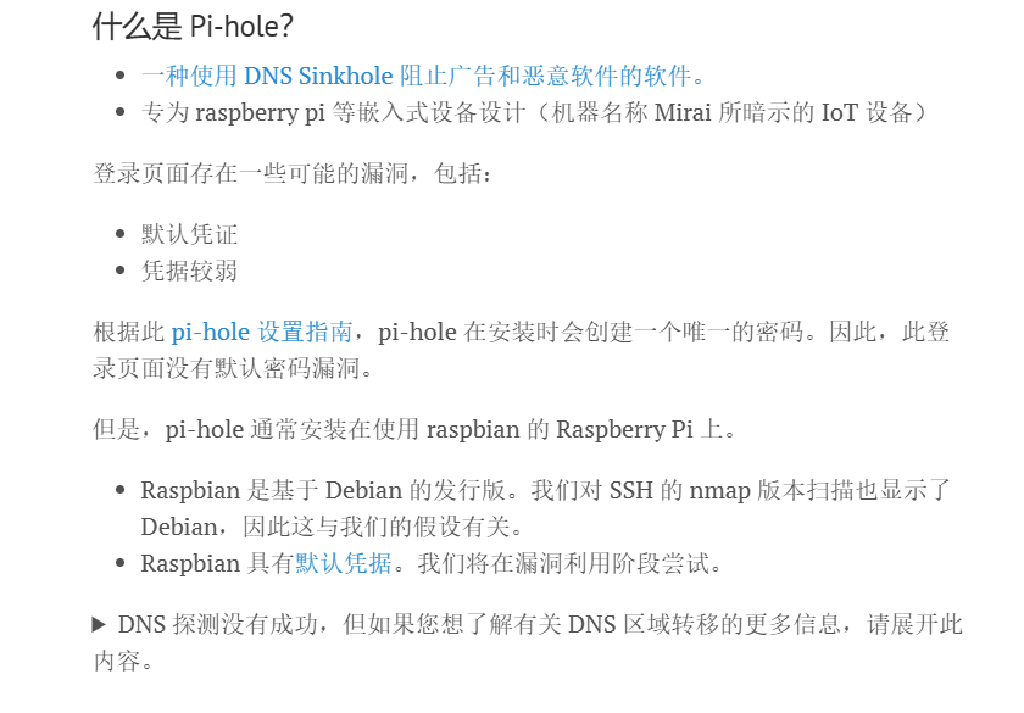 什么是 Pi-hole？
一种使用 DNS Sinkhole 阻止广告和恶意软件的软件。
专为 raspberry pi 等嵌入式设备设计（机器名称 Mirai 所暗示的 IoT 设备）
登录页面存在一些可能的漏洞，包括：
默认凭证
凭据较弱
根据此 pi-hole 设置指南，pi-hole 在安装时会创建一个唯一的密码。因此，此登
录页面没有默认密码漏洞。
但是，pi-hole 通常安装在使用 raspbian 的 Raspberry Pi 上。
Raspbian 是基于 Debian 的发行版。我们对 SSH 的 nmap 版本扫描也显示了
Debian，因此这与我们的假设有关。
Raspbian 具有默认凭据。我们将在漏洞利用阶段尝试。
DNS 探测没有成功，但如果您想了解有关 DNS 区域转移的更多信息，请展开此
内容。